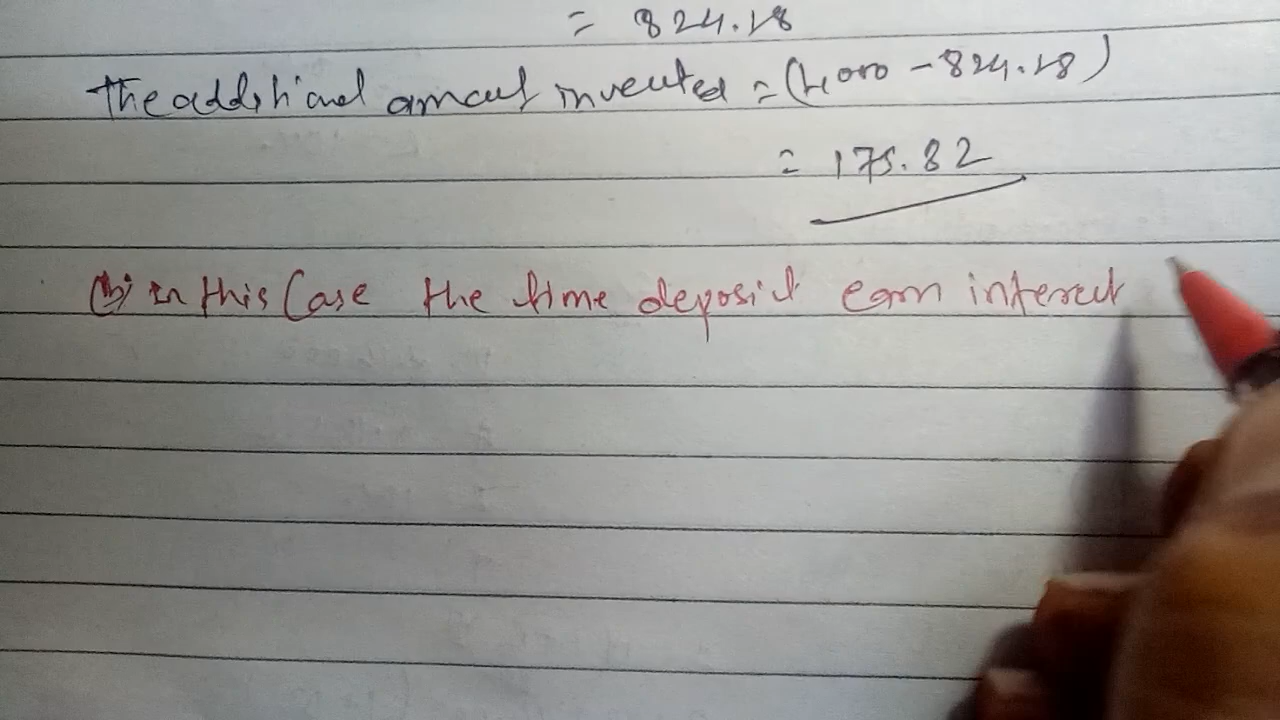 = 824.18
The additional amount invested = (1000 - 824.18)
= 175.82
(b) in this Case the time deposit earn interest